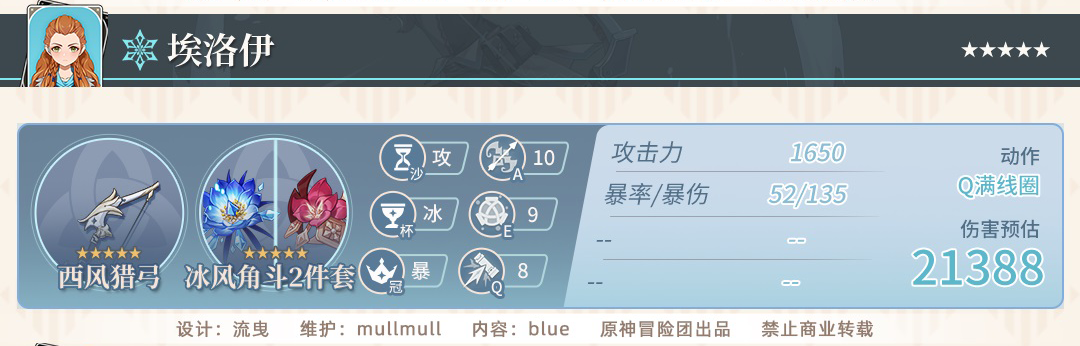 埃洛伊
西风猎弓
冰风角斗2件套
沙 攻
杯 冰
冠 暴
A 10
E 9
Q 8
攻击力 1650
暴率/暴伤 52/135
-- --
-- --
动作
Q满线圈
伤害预估
21388
设计：流曳 维护：mullmull 内容：blue 原神冒险团出品 禁止商业转载